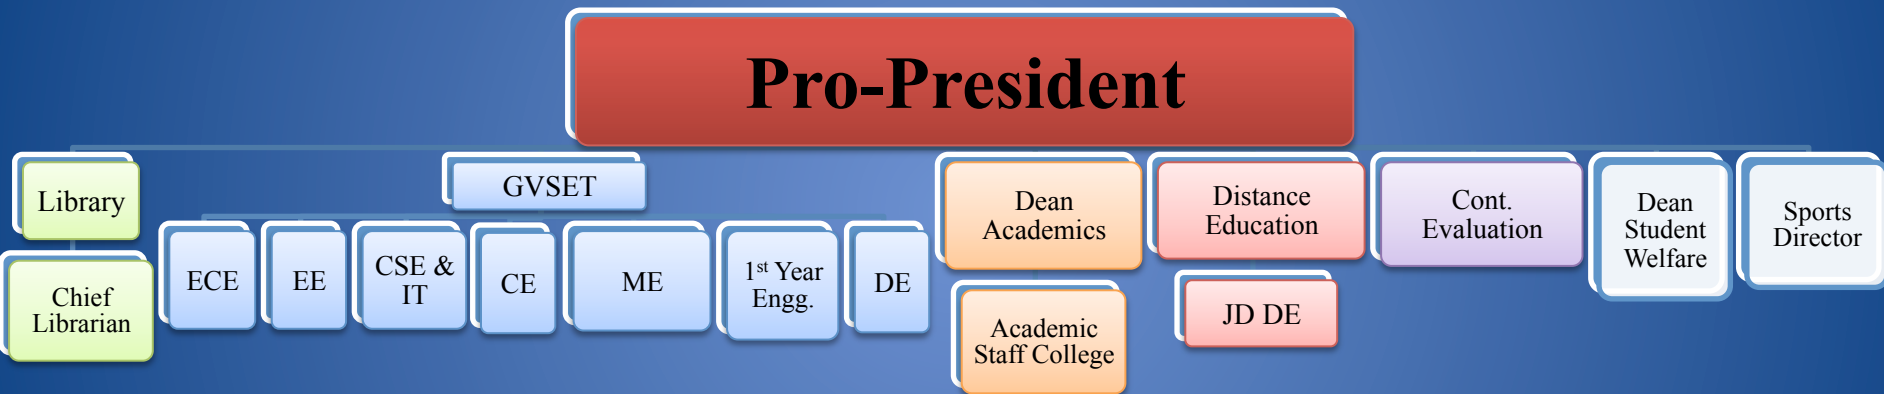 Pro-President
Library
GVSET
Dean
Academics
Distance
Education
Cont.
Evaluation
Dean
Student
Welfare
Sports
Director
Chief
Librarian
ECE
EE
CSE &
IT
CE
ME
1st Year
Engg.
DE
Academic
Staff College
JD DE